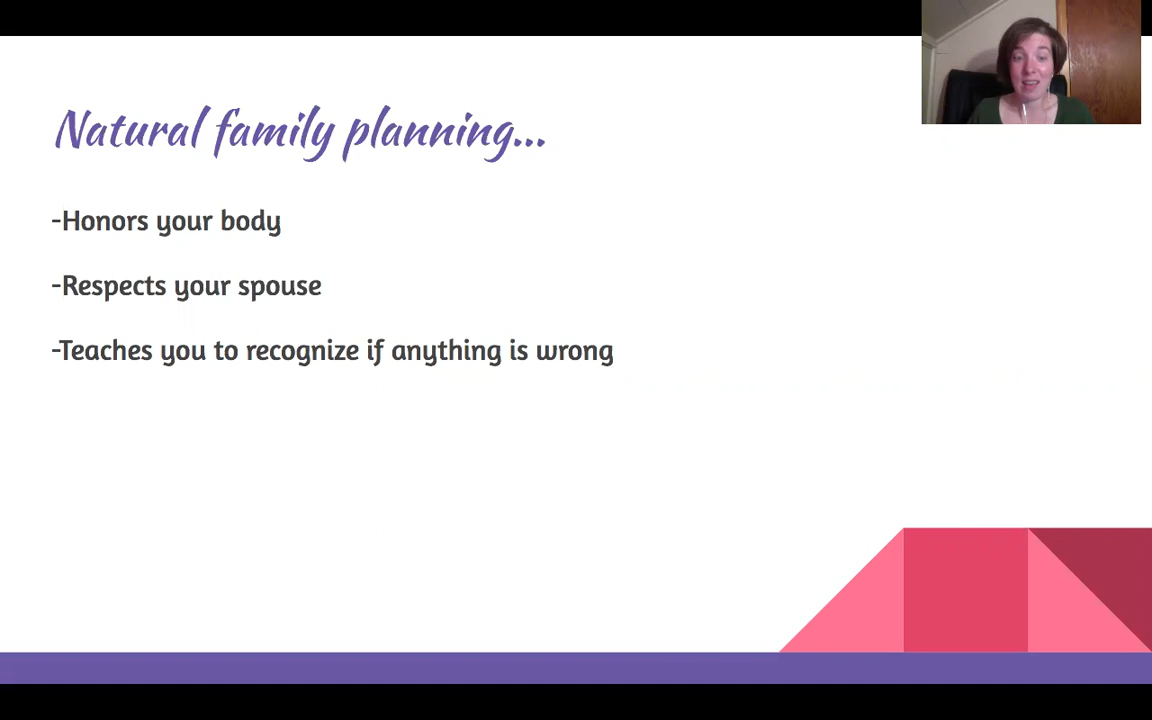 Natural family planning...
-Honors your body
-Respects your spouse
-Teaches you to recognize if anything is wrong